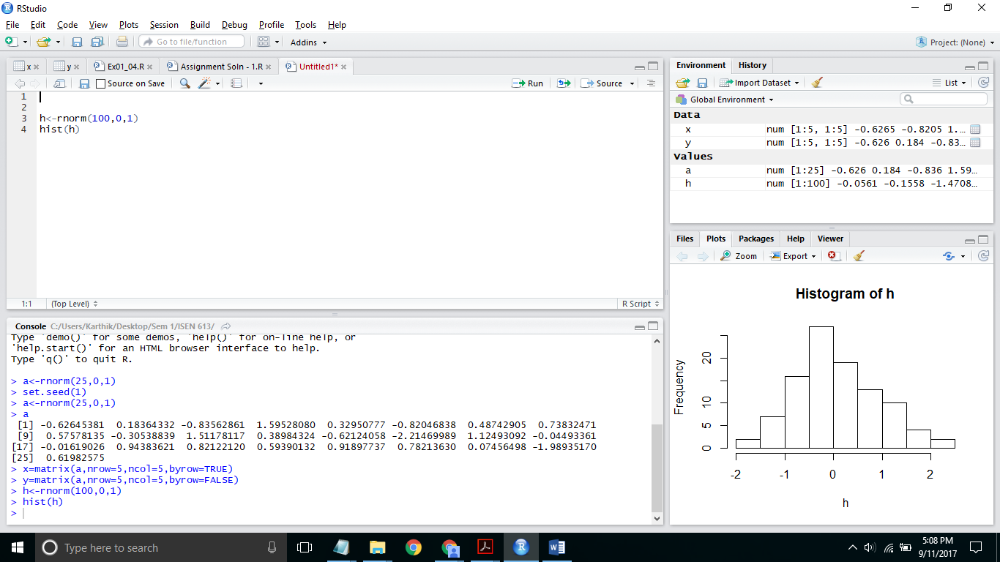 RStudio
File Edit Code View Plots Session Build Debug Profile Tools Help
Go to file/function Addins Project: (None)
x y Ex01_04.R Assignment Soln - 1.R Untitled1*
Source on Save Run Source
1
2
3 h<-rnorm(100,0,1)
4 hist(h)
1:1 (Top Level) R Script
Console C:/Users/Karthik/Desktop/Sem 1/ISEN 613/
Type 'demo()' for some demos, 'help()' for on-line help, or
'help.start()' for an HTML browser interface to help.
Type 'q()' to quit R.
> a<-rnorm(25,0,1)
> set.seed(1)
> a<-rnorm(25,0,1)
> a
[1] -0.62645381 0.18364332 -0.83562861 1.59528080 0.32950777 -0.82046838 0.48742905 0.73832471
[9] 0.57578135 -0.30538839 1.51178117 0.38984324 -0.62124058 -2.21469989 1.12493092 -0.04493361
[17] -0.01619026 0.94383621 0.82122120 0.59390132 0.91897737 0.78213630 0.07456498 -1.98935170
[25] 0.61982575
> x=matrix(a,nrow=5,ncol=5,byrow=TRUE)
> y=matrix(a,nrow=5,ncol=5,byrow=FALSE)
> h<-rnorm(100,0,1)
> hist(h)
>
Environment History
Import Dataset List
Global Environment
Data
x num [1:5, 1:5] -0.6265 -0.8205 1....
y num [1:5, 1:5] -0.626 0.184 -0.83...
Values
a num [1:25] -0.626 0.184 -0.836 1.59...
h num [1:100] -0.0561 -0.1558 -1.4708...
Files Plots Packages Help Viewer
Zoom Export
Histogram of h
Frequency
20
10
5
0
-2 -1 0 1 2
h
Type here to search
5:08 PM
9/11/2017